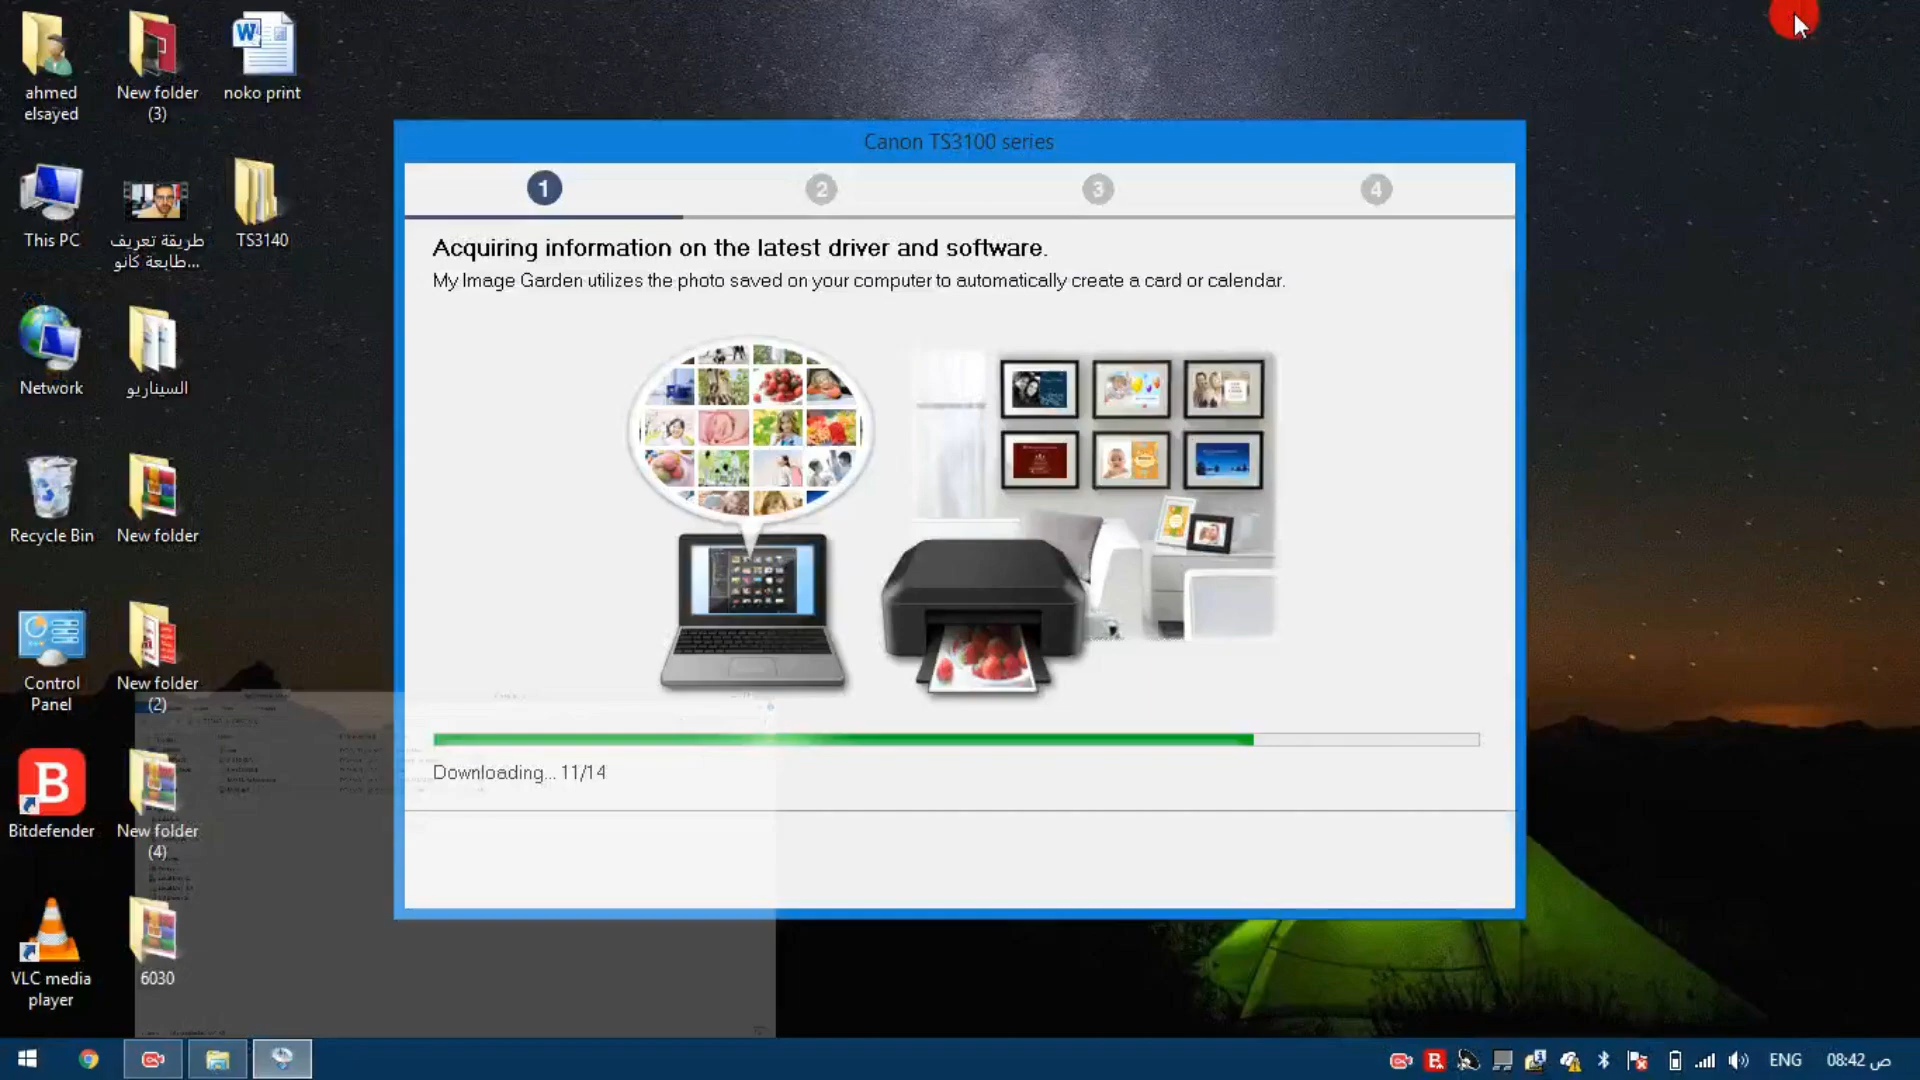 ahmed
elsayed
New folder
(3)
noko print
This PC
طريقة تعريف
طابعة كانو...
TS3140
Network
السيناريو
Recycle Bin
New folder
Control
Panel
New folder
(2)
Bitdefender
New folder
(4)
VLC media
player
6030
Canon TS3100 series
1
2
3
4
Acquiring information on the latest driver and software.
My Image Garden utilizes the photo saved on your computer to automatically create a card or calendar.
Downloading... 11/14
ENG
08:42 ص